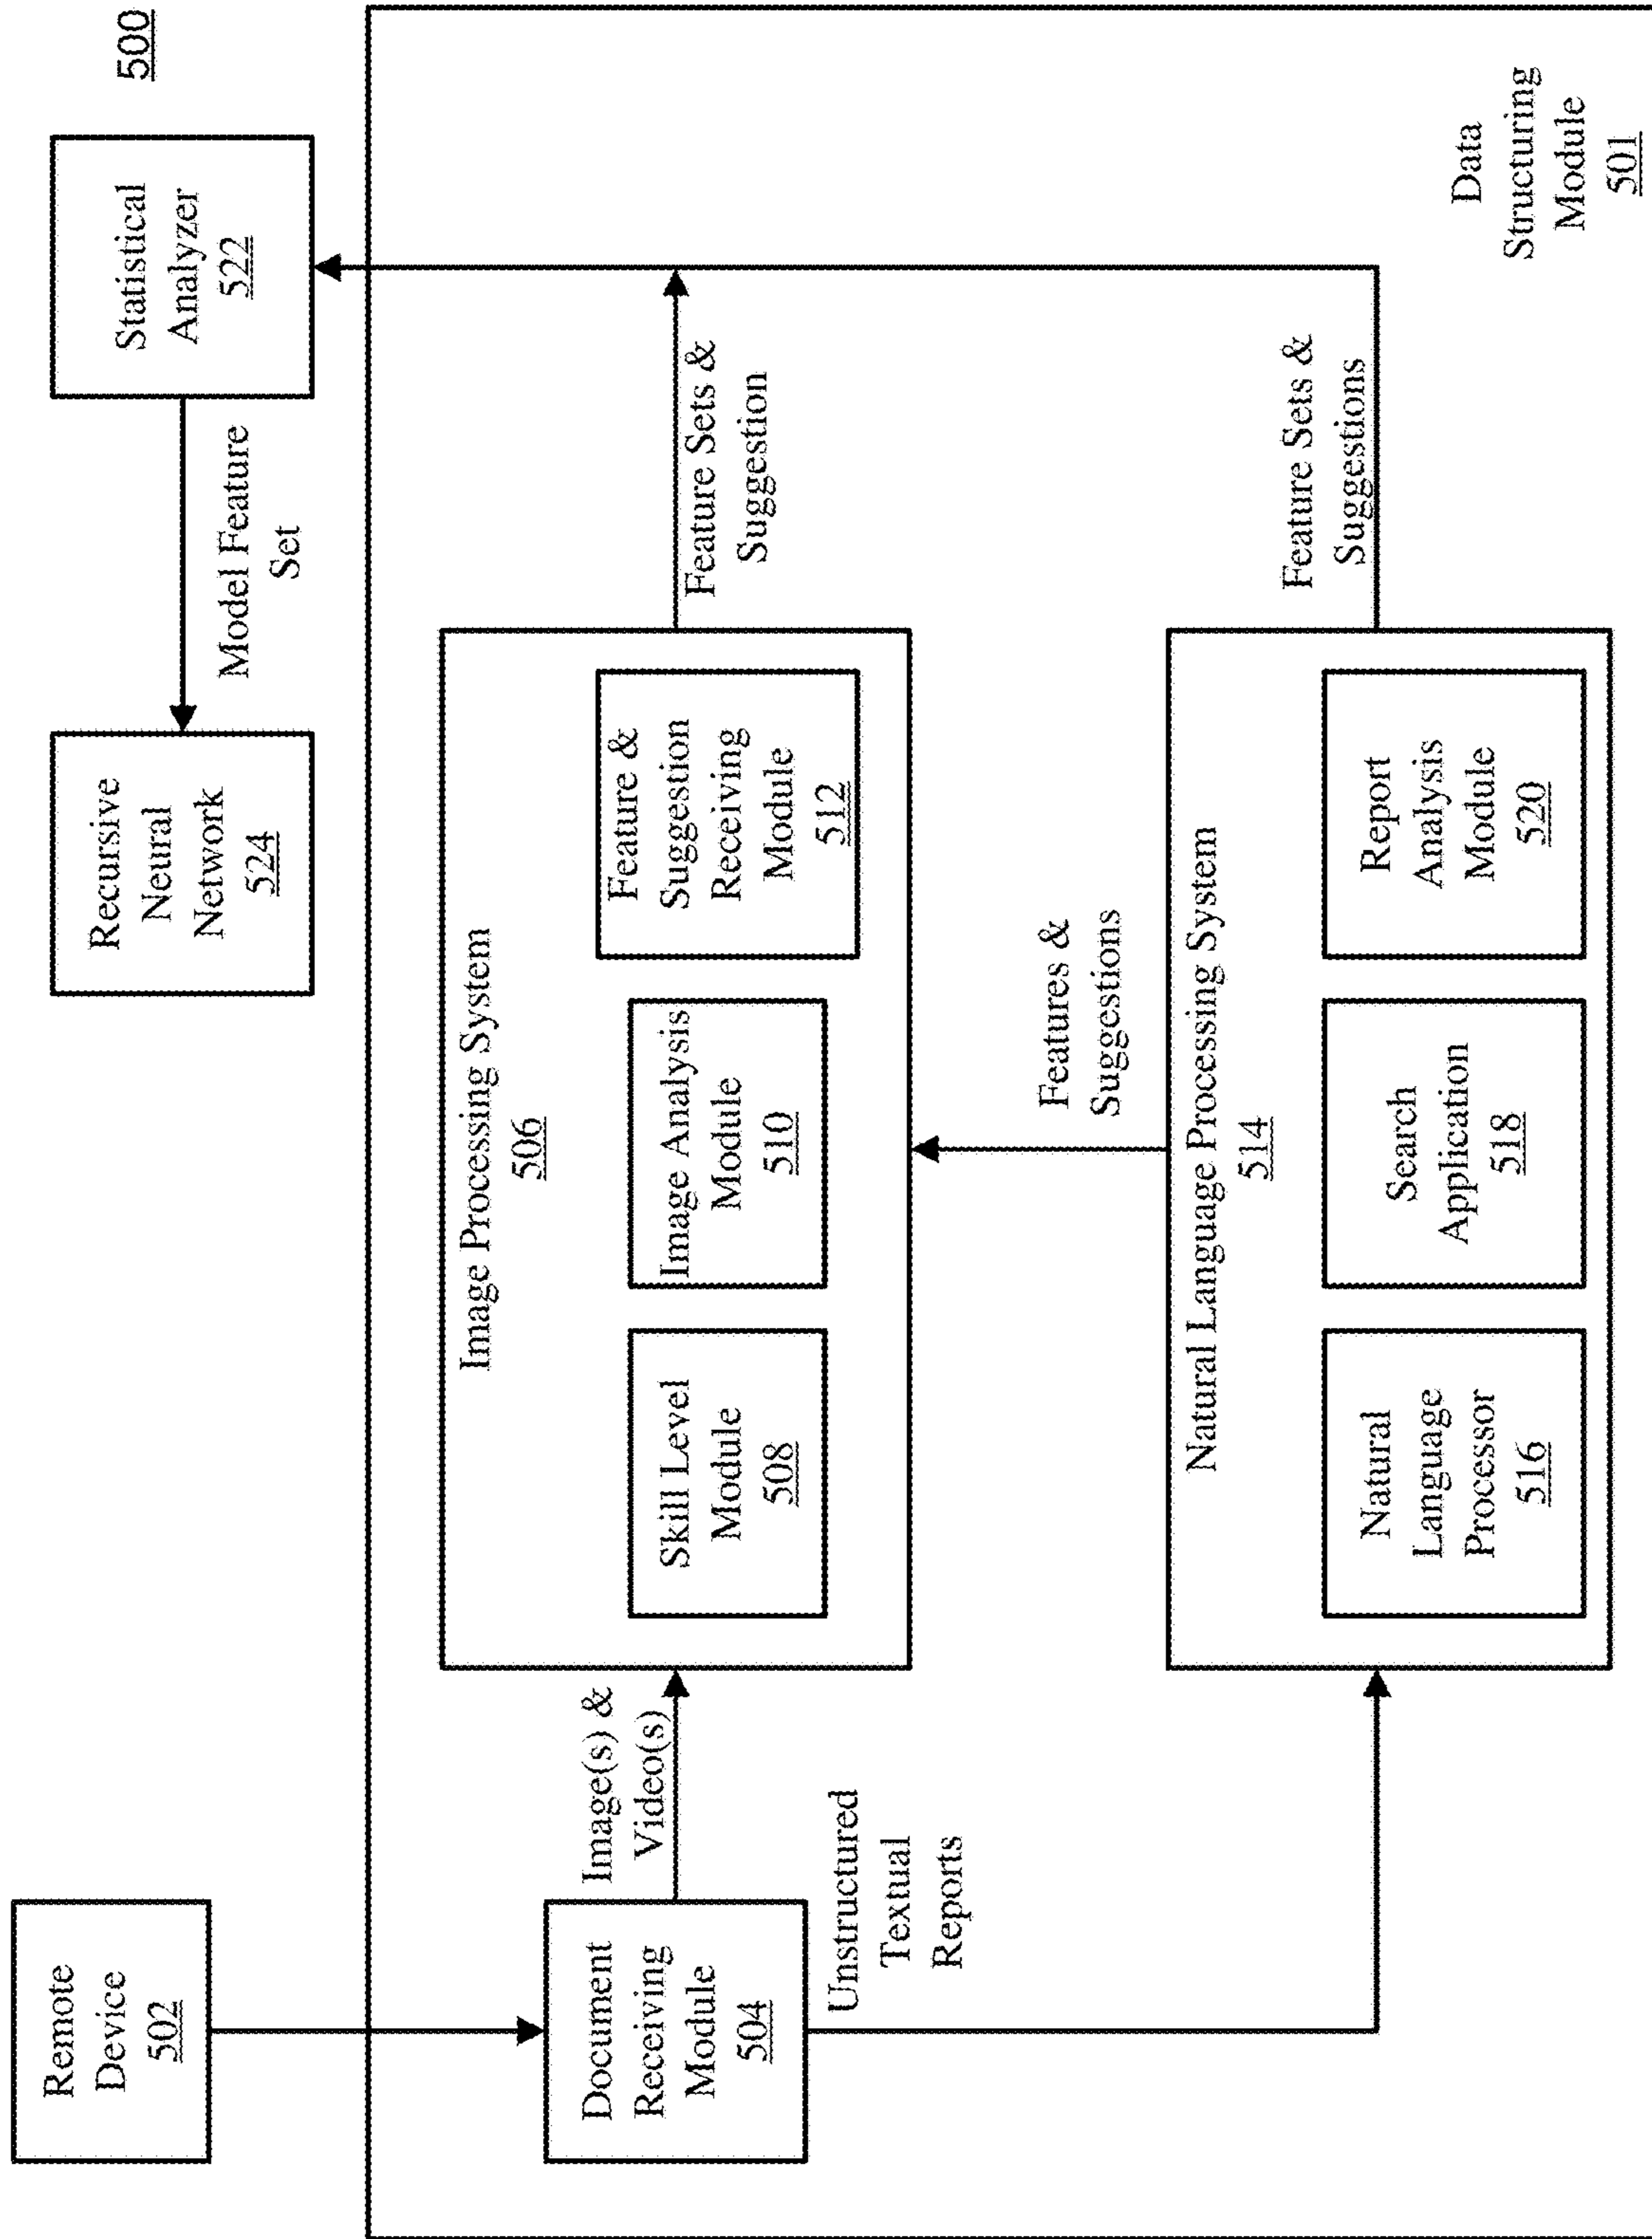 500
Remote
Device
502
Recursive
Neural
Network
524
Model Feature
Set
Statistical
Analyzer
522
Document
Receiving
Module
504
Image(s) &
Video(s)
Unstructured
Textual
Reports
Image Processing System
506
Skill Level
Module
508
Image Analysis
Module
510
Feature &
Suggestion
Receiving
Module
512
Feature Sets &
Suggestion
Features &
Suggestions
Natural Language Processing System
514
Natural
Language
Processor
516
Search
Application
518
Report
Analysis
Module
520
Feature Sets &
Suggestions
Data
Structuring
Module
501